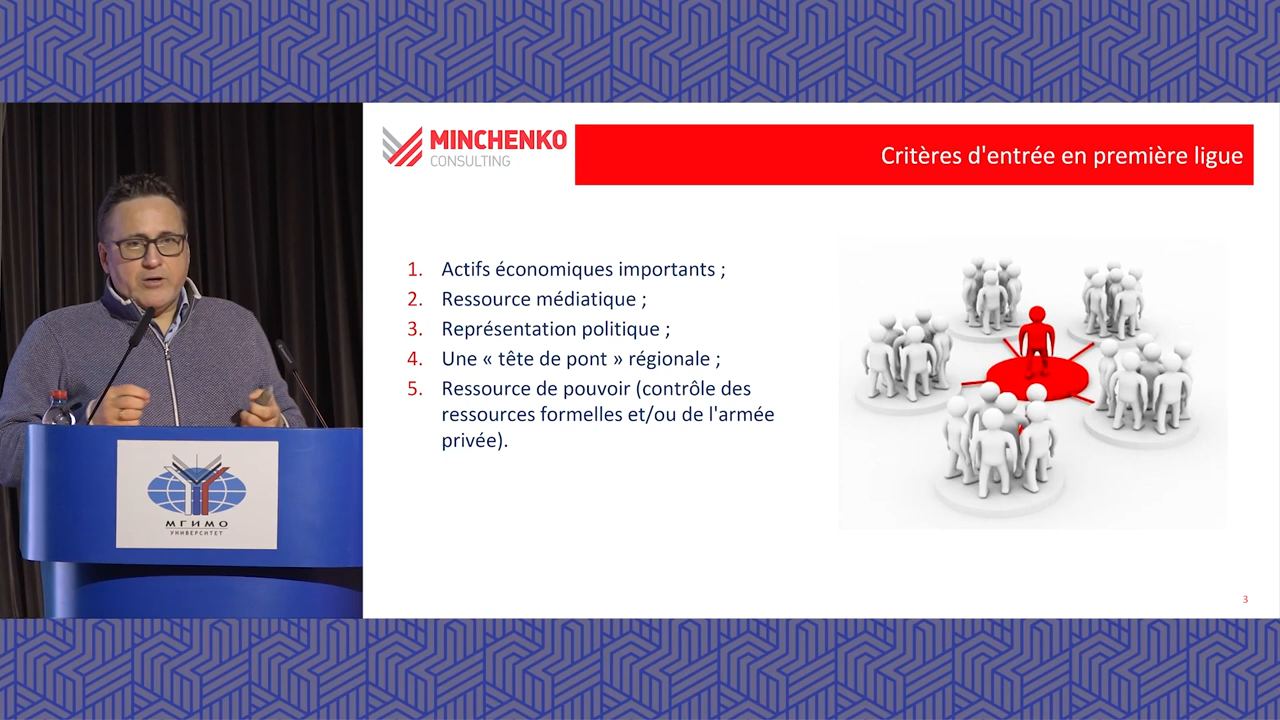 MINCHENKO
CONSULTING
Critères d'entrée en première ligue
1. Actifs économiques importants ;
2. Ressource médiatique ;
3. Représentation politique ;
4. Une « tête de pont » régionale ;
5. Ressource de pouvoir (contrôle des
ressources formelles et/ou de l'armée
privée).
3
МГИМО
УНИВЕРСИТЕТ